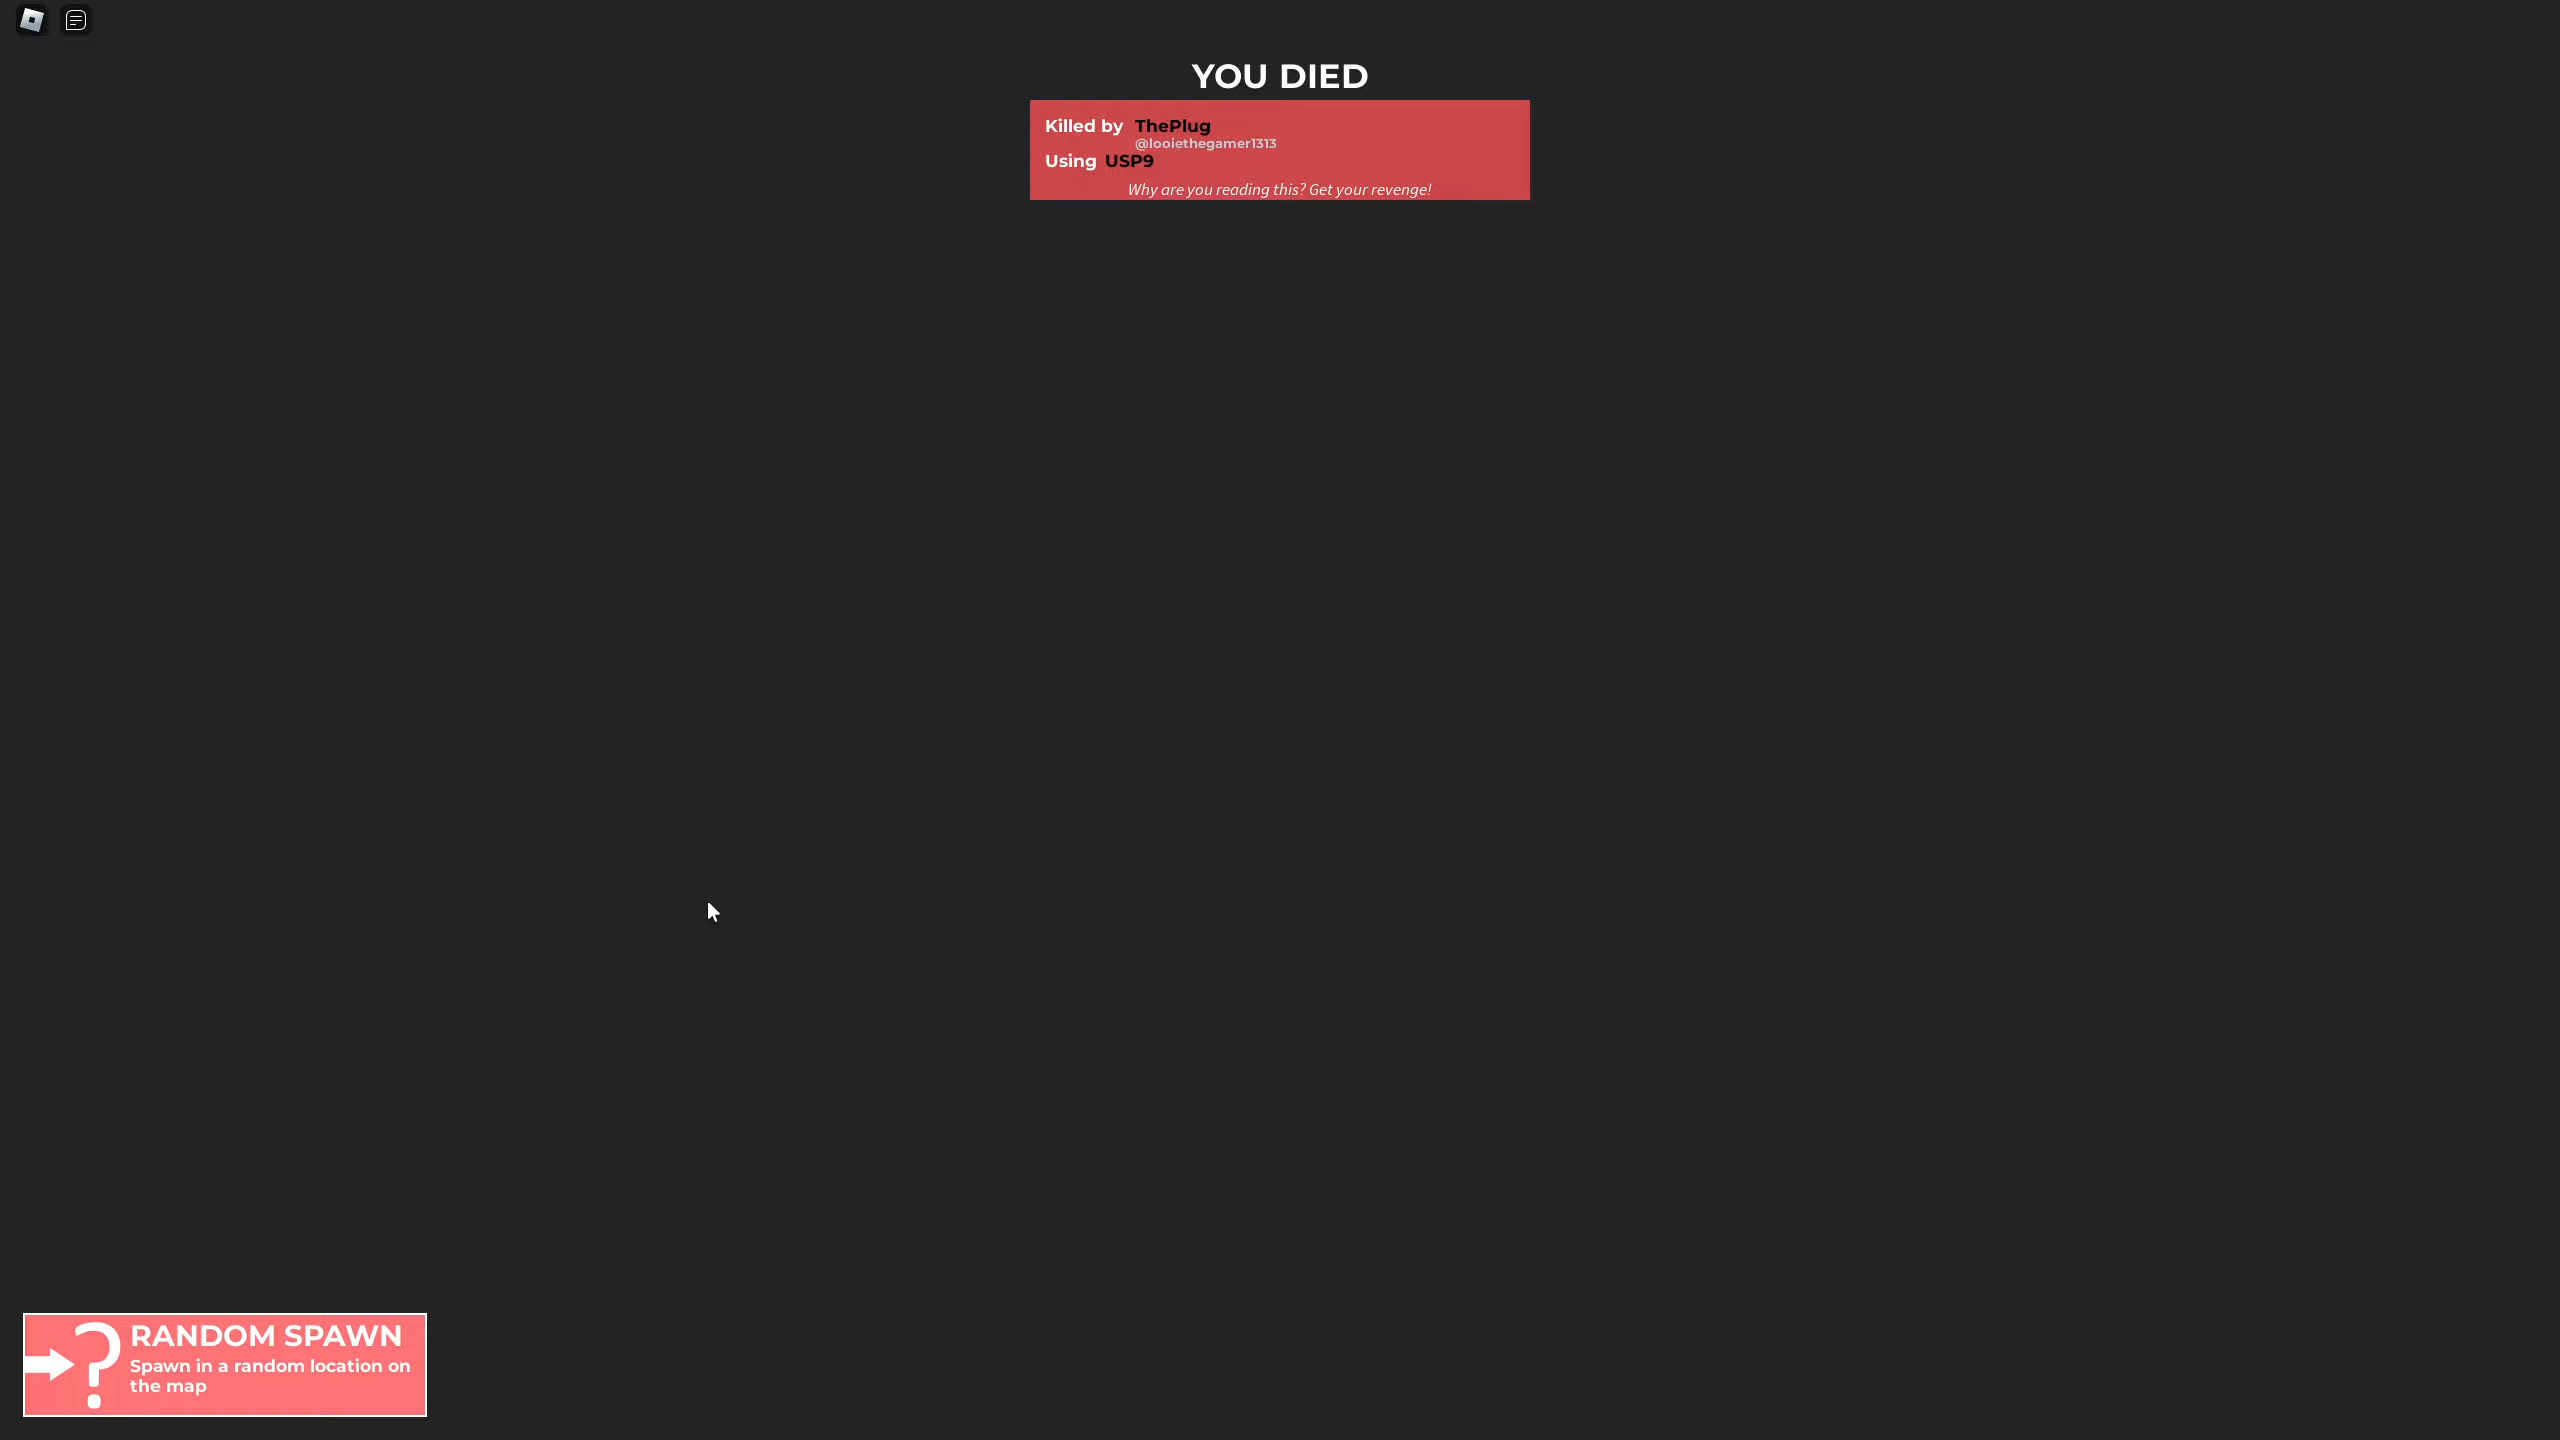 YOU DIED
Killed by ThePlug
@looiethegamer1313
Using USP9
Why are you reading this? Get your revenge!
RANDOM SPAWN
Spawn in a random location on
the map